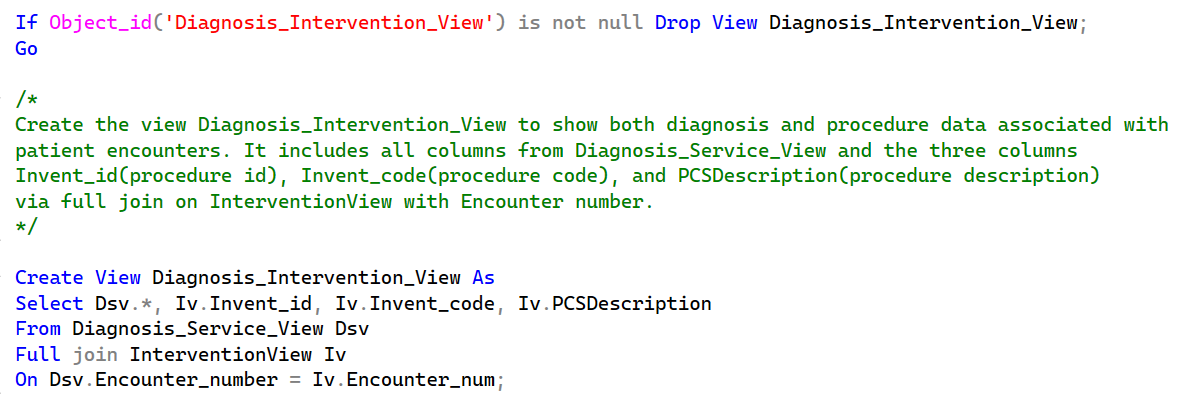 If Object_id('Diagnosis_Intervention_View') is not null Drop View Diagnosis_Intervention_View;
Go
/*
Create the view Diagnosis_Intervention_View to show both diagnosis and procedure data associated with
patient encounters. It includes all columns from Diagnosis_Service_View and the three columns
Invent_id(procedure id), Invent_code(procedure code), and PCSDescription(procedure description)
via full join on InterventionView with Encounter number.
*/
Create View Diagnosis_Intervention_View As
Select Dsv.*, Iv.Invent_id, Iv.Invent_code, Iv.PCSDescription
From Diagnosis_Service_View Dsv
Full join InterventionView Iv
On Dsv.Encounter_number = Iv.Encounter_num;